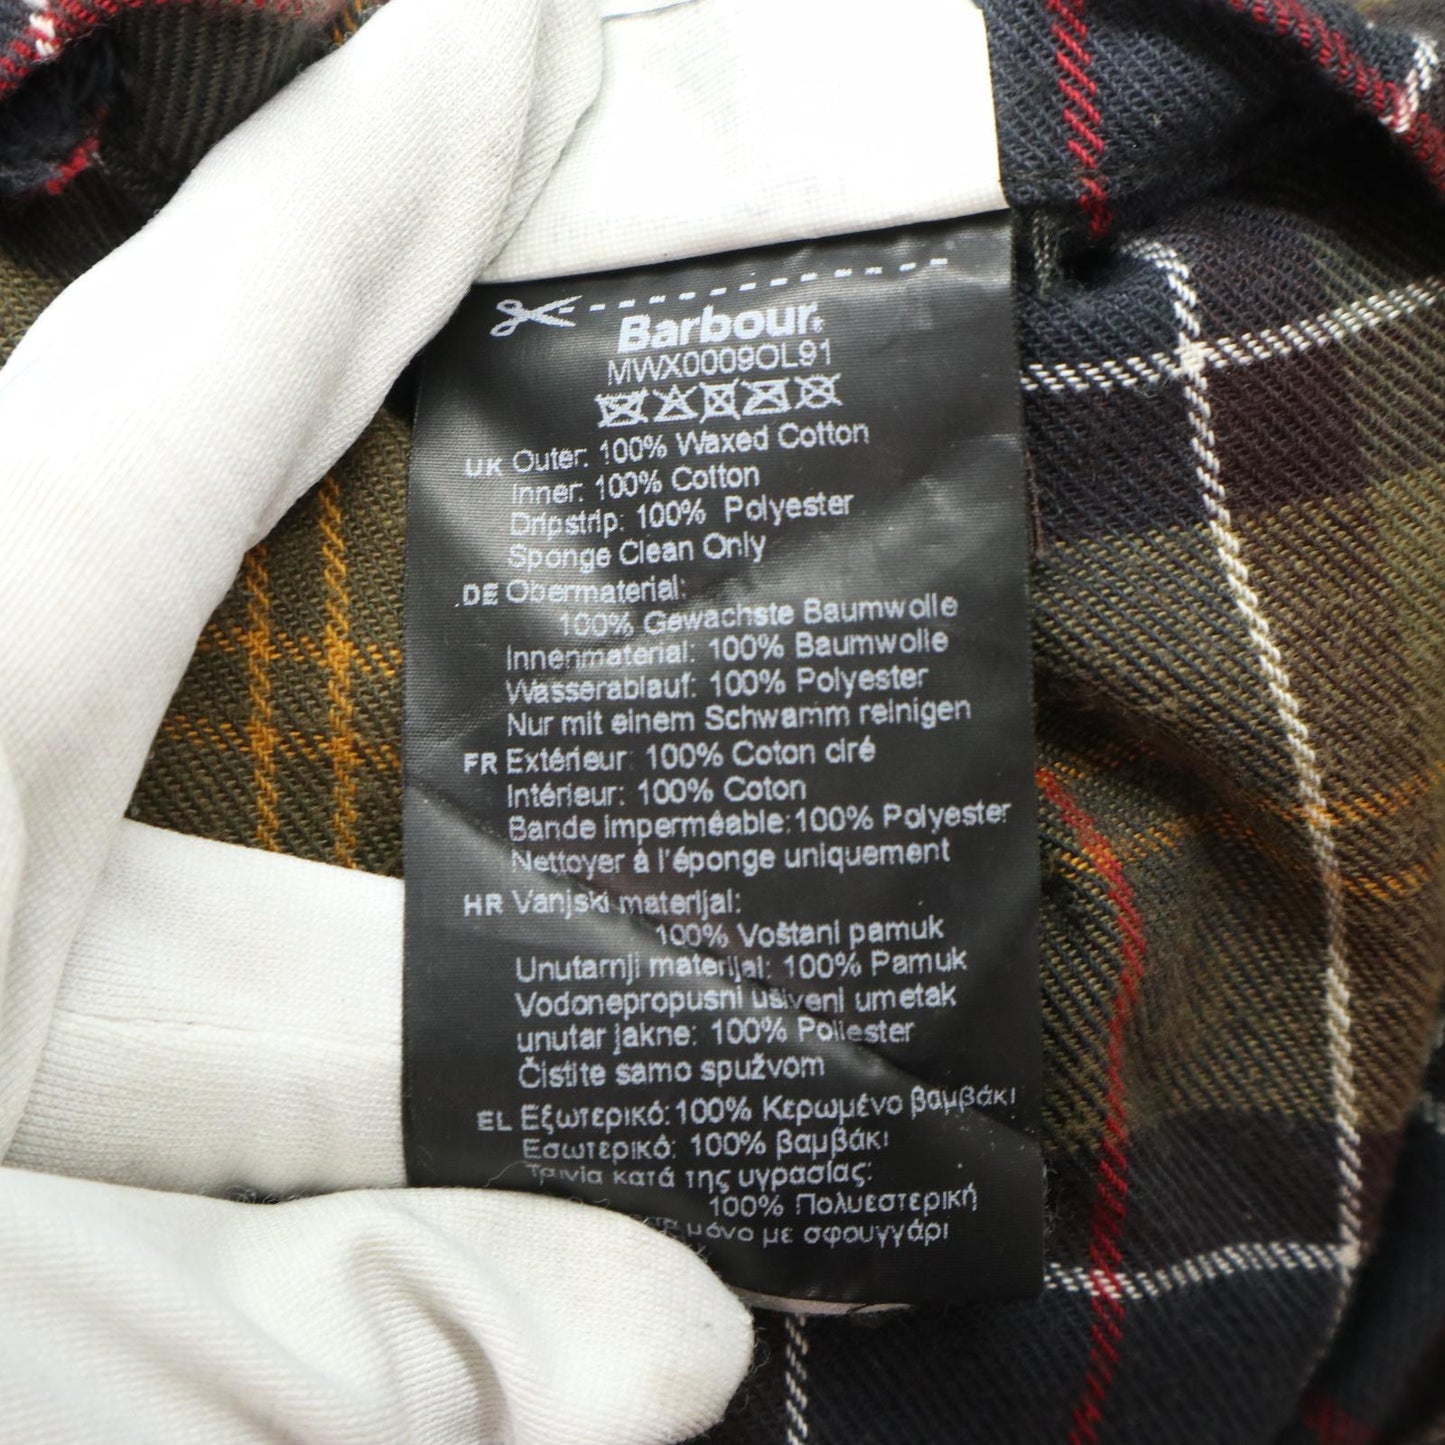 Barbour.
MWX0009OL91
UK Outer: 100% Waxed Cotton
Inner: 100% Cotton
Dripstrip: 100% Polyester
Sponge Clean Only
DE Obermaterial:
100% Gewachste Baumwolle
Innenmaterial: 100% Baumwolle
Wasserablauf: 100% Polyester
Nur mit einem Schwamm reinigen
FR Extérieur: 100% Coton ciré
Intérieur: 100% Coton
Bande imperméable:100% Polyester
Nettoyer à l'éponge uniquement
HR Vanjski materijal:
100% Voštani pamuk
Unutarnji materijal: 100% Pamuk
Vodonepropusni ušiveni umetak
unutar jakne: 100% Poliester
Čistite samo spužvom
EL Εξωτερικό: 100% Κερωμένο βαμβάκι
Εσωτερικό: 100% βαμβάκι
Ταινία κατά της υγρασίας:
100% Πολυεστερική
μόνο με σφουγγάρι